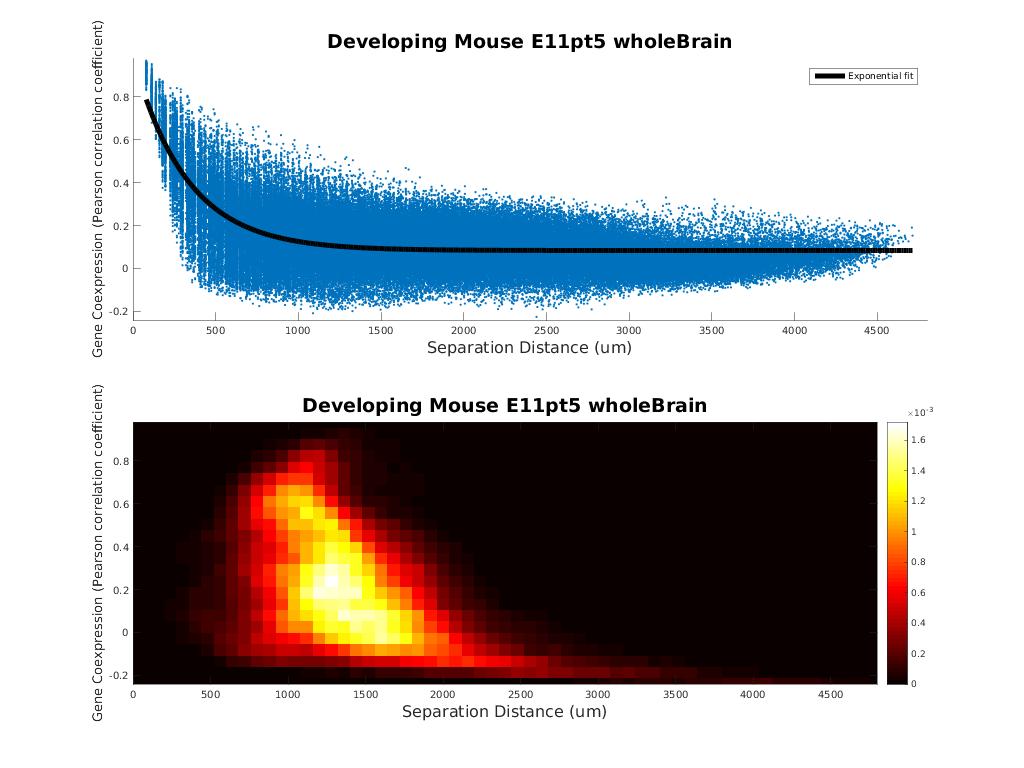 Developing Mouse E11pt5 wholeBrain
Gene Coexpression (Pearson correlation coefficient)
Exponential fit
0.8
0.6
0.4
0.2
0
-0.2
0 500 1000 1500 2000 2500 3000 3500 4000 4500
Separation Distance (um)
Developing Mouse E11pt5 wholeBrain
Gene Coexpression (Pearson correlation coefficient)
×10⁻³
0.8
0.6
0.4
0.2
0
-0.2
1.6
1.4
1.2
1
0.8
0.6
0.4
0.2
0
0 500 1000 1500 2000 2500 3000 3500 4000 4500
Separation Distance (um)